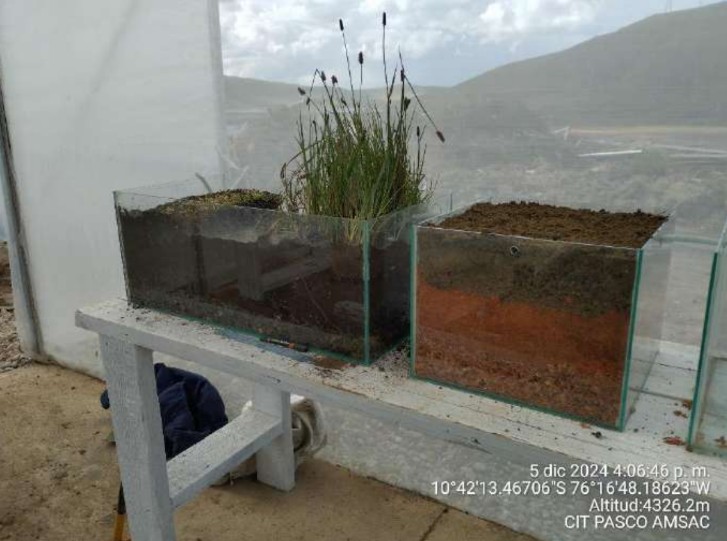 5 dic 2024 4:06:46 p. m.
10°42'13.46706"S 76°16'48.18623"W
Altitud:4326.2m
CIT PASCO AMSAC